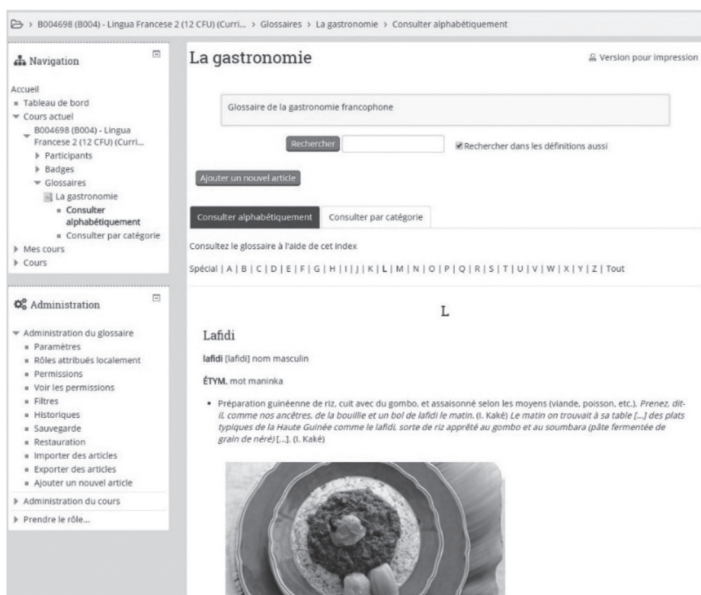 > B004698 (B004) - Lingua Francese 2 (12 CFU) (Curri... > Glossaires > La gastronomie > Consulter alphabétiquement
Navigation
Accueil
Tableau de bord
Cours actuel
B004698 (B004) - Lingua
Francese 2 (12 CFU) (Curri...
Participants
Badges
Glossaires
La gastronomie
Consulter
alphabétiquement
Consulter par catégorie
Mes cours
Cours
Administration
Administration du glossaire
Paramètres
Rôles attribués localement
Permissions
Voir les permissions
Filtres
Historiques
Sauvegarde
Restauration
Importer des articles
Exporter des articles
Ajouter un nouvel article
Administration du cours
Prendre le rôle...
La gastronomie
Version pour impression
Glossaire de la gastronomie francophone
Rechercher
Rechercher dans les définitions aussi
Ajouter un nouvel article
Consulter alphabétiquement Consulter par catégorie
Consultez le glossaire à l'aide de cet index
Spécial | A | B | C | D | E | F | G | H | I | J | K | L | M | N | O | P | Q | R | S | T | U | V | W | X | Y | Z | Tout
L
Lafidi
lafidi [lafidi] nom masculin
ÉTYM. mot maninka
Préparation guinéenne de riz, cuit avec du gombo, et assaisonné selon les moyens (viande, poisson, etc.). Prenez, dit-
il, comme nos ancêtres, de la bouillie et un bol de lafidi le matin. (I. Kaké) Le matin on trouvait à sa table [...] des plats
typiques de la Haute Guinée comme le lafidi, sorte de riz apprêté au gombo et au soumbara (pâte fermentée de
grain de néré) [...]. (I. Kaké)